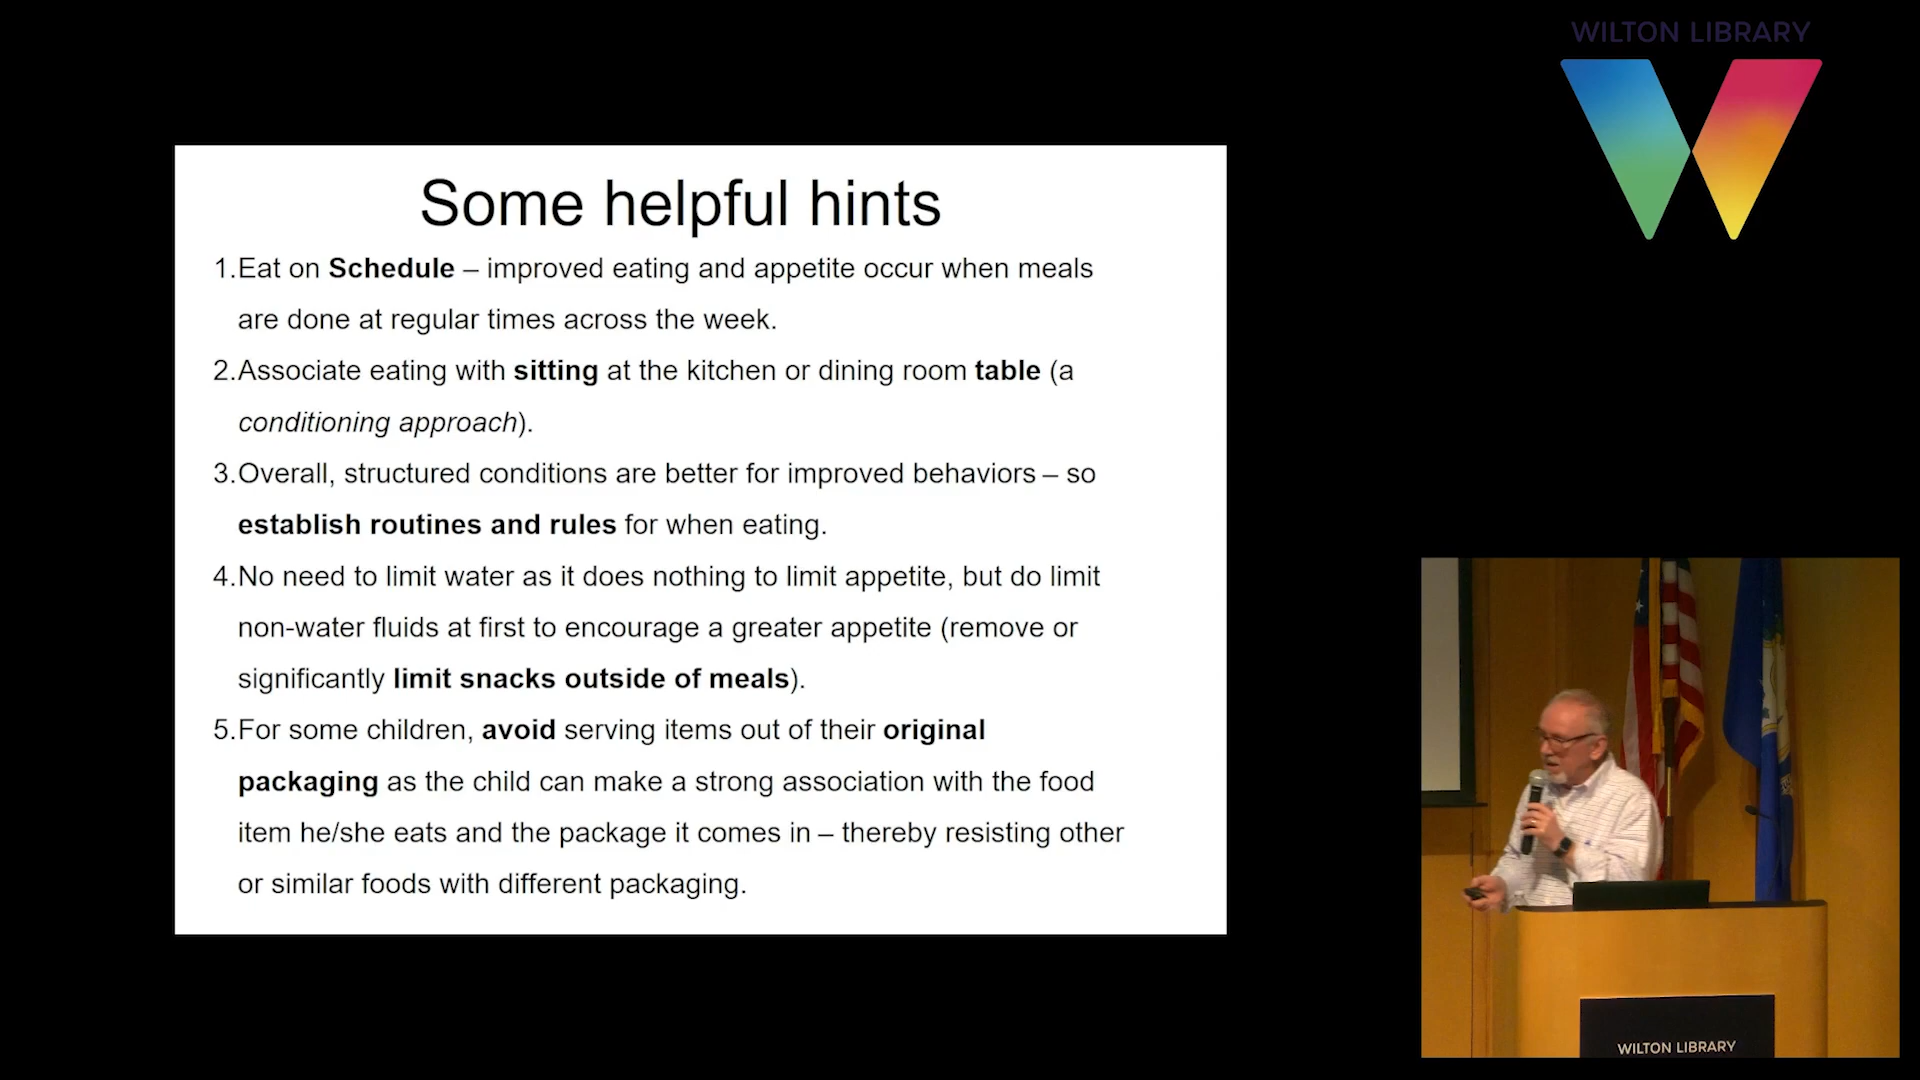 WILTON LIBRARY
Some helpful hints
1.Eat on Schedule – improved eating and appetite occur when meals
are done at regular times across the week.
2.Associate eating with sitting at the kitchen or dining room table (a
conditioning approach).
3.Overall, structured conditions are better for improved behaviors – so
establish routines and rules for when eating.
4.No need to limit water as it does nothing to limit appetite, but do limit
non-water fluids at first to encourage a greater appetite (remove or
significantly limit snacks outside of meals).
5.For some children, avoid serving items out of their original
packaging as the child can make a strong association with the food
item he/she eats and the package it comes in – thereby resisting other
or similar foods with different packaging.
WILTON LIBRARY